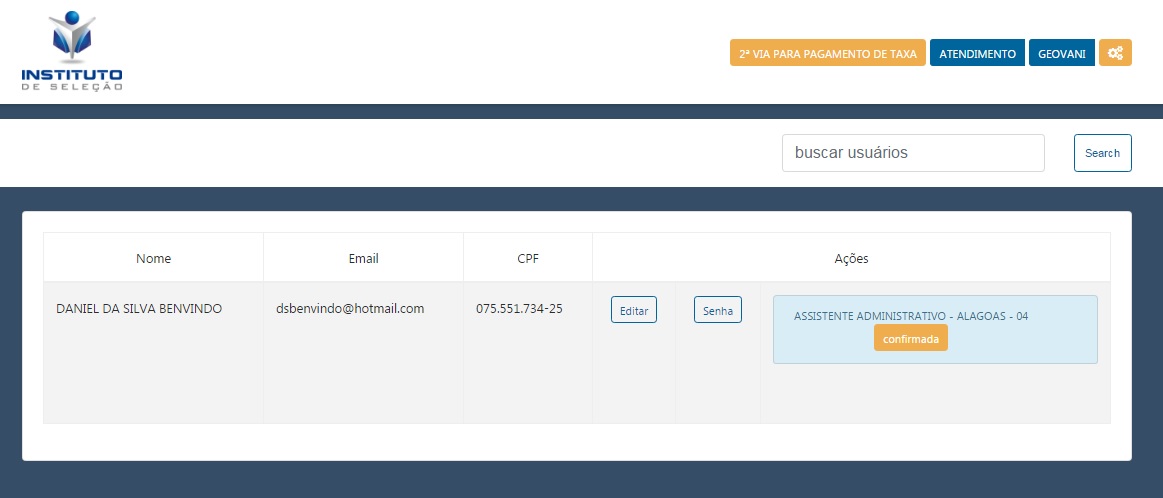 INSTITUTO
DE SELEÇÃO
2ª VIA PARA PAGAMENTO DE TAXA ATENDIMENTO GEOVANI
buscar usuários Search
Nome Email CPF Ações
DANIEL DA SILVA BENVINDO dsbenvindo@hotmail.com 075.551.734-25 Editar Senha ASSISTENTE ADMINISTRATIVO - ALAGOAS - 04
confirmada